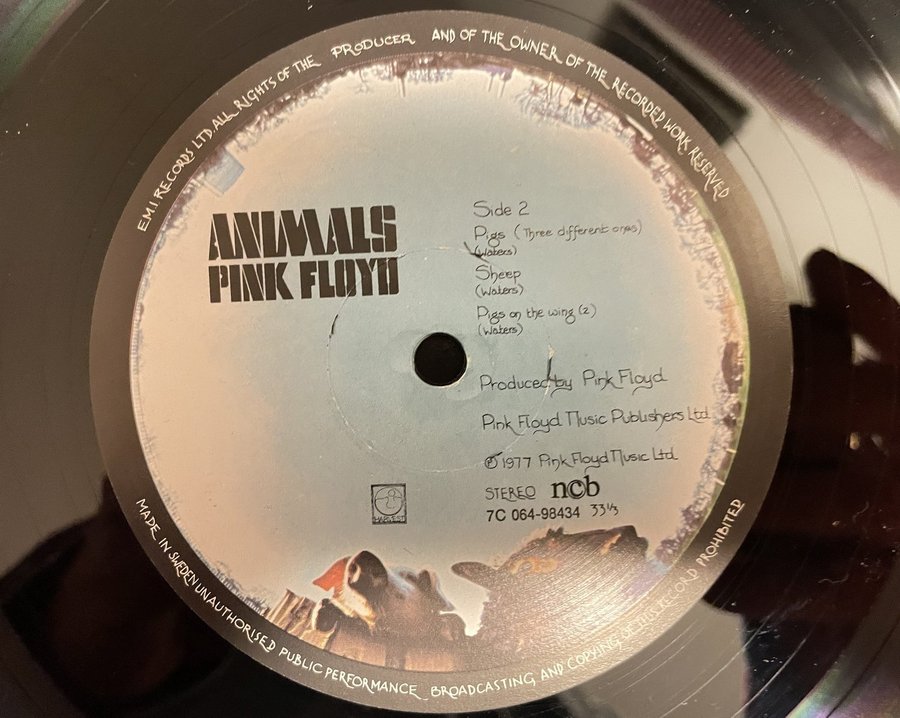 EMI RECORDS LTD. ALL RIGHTS OF THE PRODUCER AND OF THE OWNER OF THE RECORDED WORK RESERVED
ANIMALS
PINK FLOYD
Side 2
Pigs (Three different ones)
(Waters)
Sheep
(Waters)
Pigs on the wing (2)
(Waters)
Produced by Pink Floyd
Pink Floyd Music Publishers Ltd.
℗ 1977 Pink Floyd Music Ltd.
HARVEST
STEREO ncb
7C 064-98434 33⅓
MADE IN SWEDEN UNAUTHORISED PUBLIC PERFORMANCE BROADCASTING AND COPYING OF THIS RECORD PROHIBITED